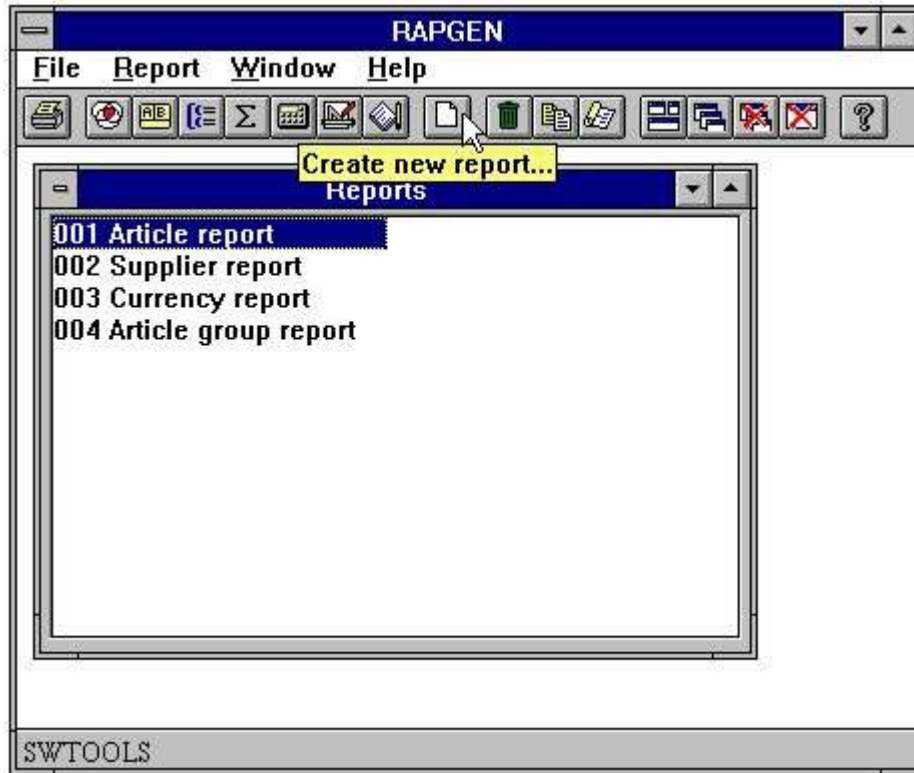 RAPGEN
File Report Window Help
Create new report...
Reports
001 Article report
002 Supplier report
003 Currency report
004 Article group report
SWTOOLS